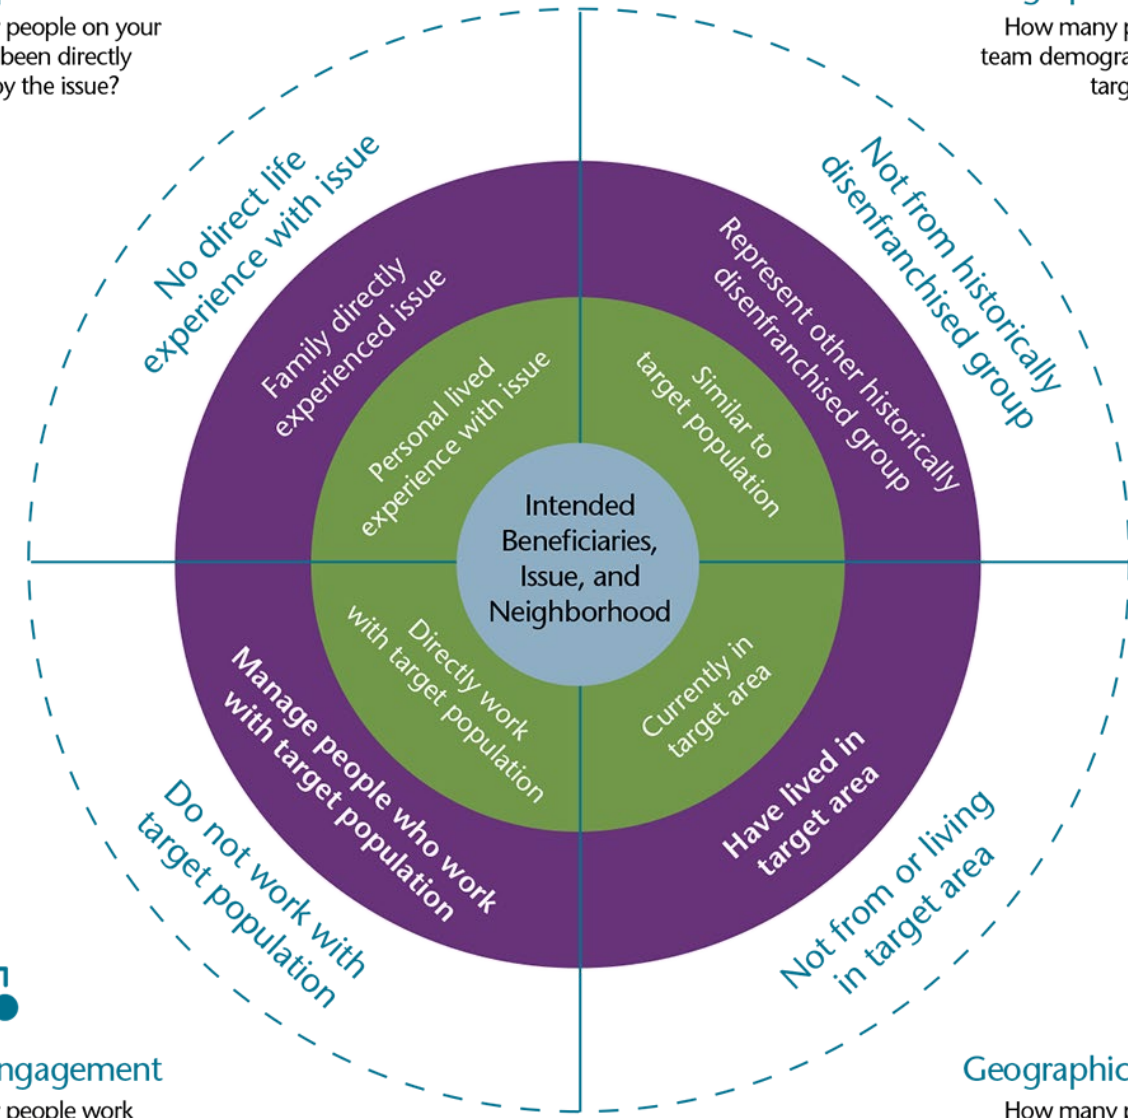 people on your
been directly
by the issue?
How many
team demogra
targ
No direct life
experience with issue
Not from historically
disenfranchised group
Family directly
experienced issue
Represent other historically
disenfranchised group
Personal lived
experience with issue
Similar to
target population
Intended
Beneficiaries,
Issue, and
Neighborhood
Directly work
with target population
Currently in
target area
Manage people who work
with target population
Have lived in
target area
Do not work with
target population
Not from or living
in target area
ngagement
people work
Geographic
How many